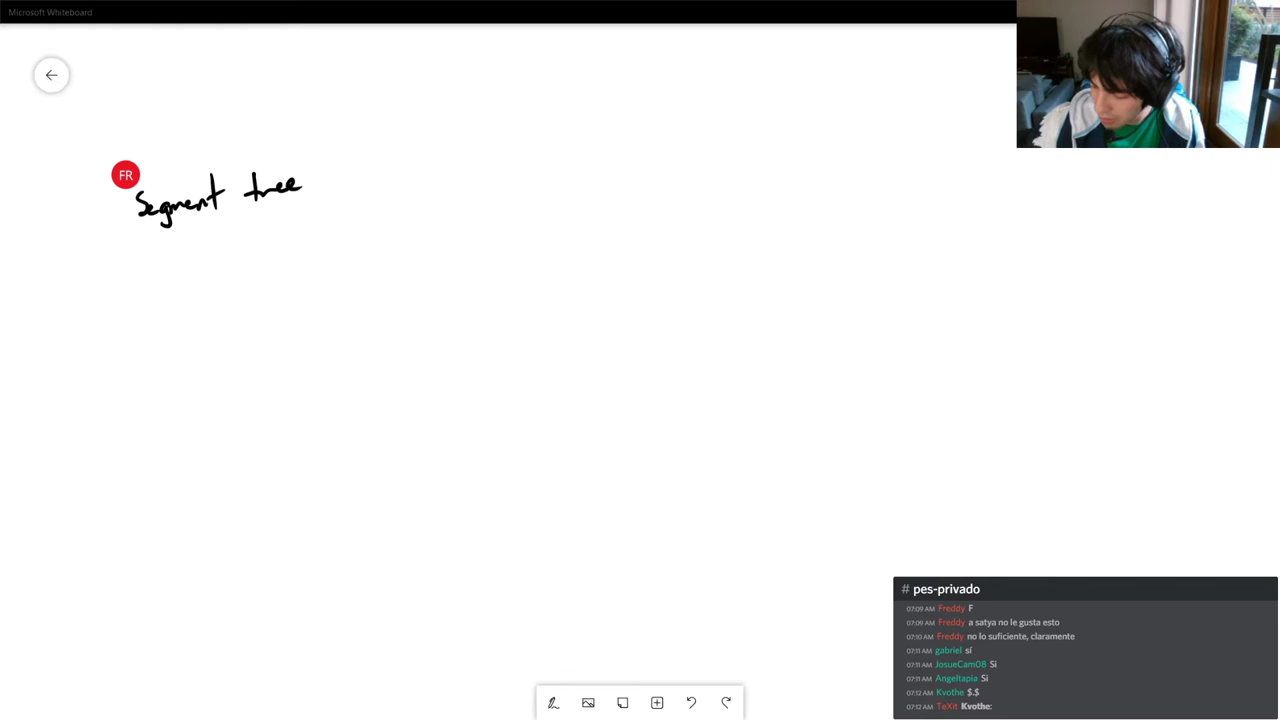 Microsoft Whiteboard
FR
Segment tree
# pes-privado
07:09 AM Freddy F
07:09 AM Freddy a satya no le gusta esto
07:10 AM Freddy no lo suficiente, claramente
07:11 AM gabriel sí
07:11 AM JosueCam08 Si
07:11 AM Angeltapia Si
07:12 AM Kvothe $.$
07:12 AM TeXit Kvothe: